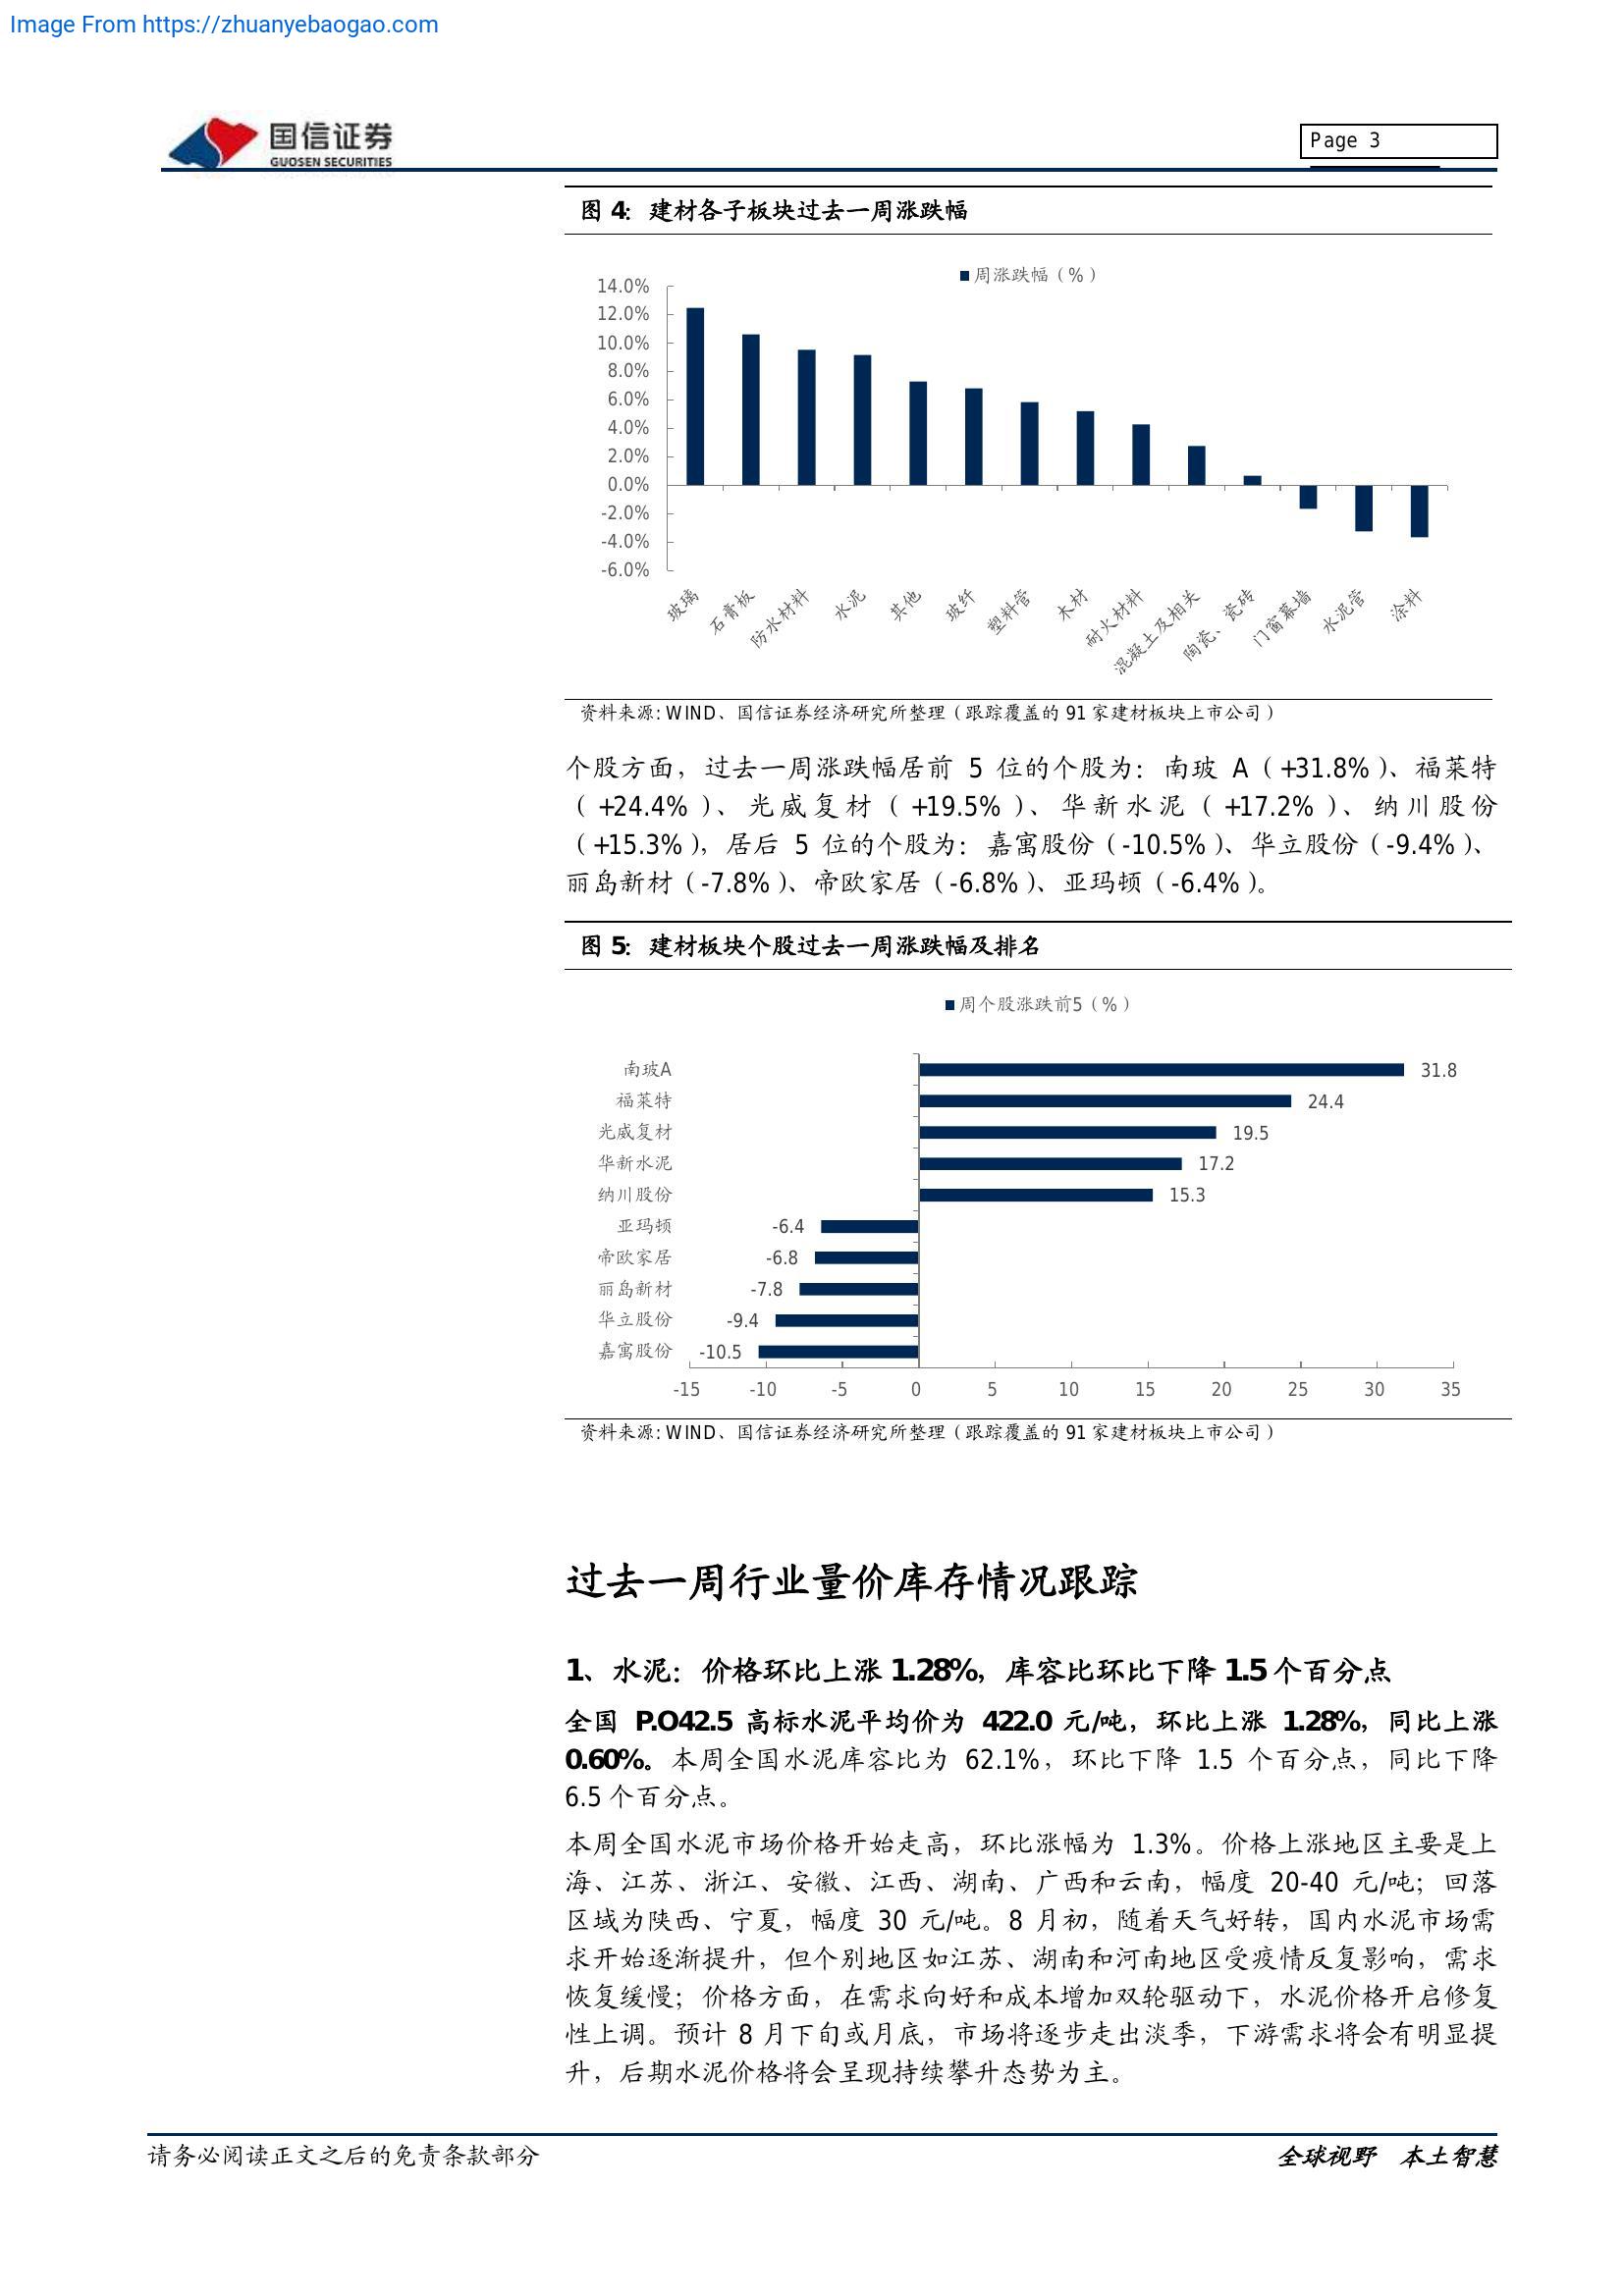 Image From https://zhuanyebaogao.com
国信证券
GUOSEN SECURITIES
Page 3
图 4: 建材各子板块过去一周涨跌幅
周涨跌幅（%）
14.0%
12.0%
10.0%
8.0%
6.0%
4.0%
2.0%
0.0%
-2.0%
-4.0%
-6.0%
玻璃
石膏板
防水材料
水泥
其他
玻纤
塑料管
木材
耐火材料
混凝土及相关
陶瓷、瓷砖
门窗幕墙
水泥管
涂料
资料来源: WIND、国信证券经济研究所整理（跟踪覆盖的 91 家建材板块上市公司）
个股方面，过去一周涨跌幅居前 5 位的个股为：南玻 A（+31.8%）、福莱特
（+24.4%）、光威复材（+19.5%）、华新水泥（+17.2%）、纳川股份
（+15.3%），居后 5 位的个股为：嘉寓股份（-10.5%）、华立股份（-9.4%）、
丽岛新材（-7.8%）、帝欧家居（-6.8%）、亚玛顿（-6.4%）。
图 5: 建材板块个股过去一周涨跌幅及排名
周个股涨跌前5（%）
南玻A 31.8
福莱特 24.4
光威复材 19.5
华新水泥 17.2
纳川股份 15.3
亚玛顿 -6.4
帝欧家居 -6.8
丽岛新材 -7.8
华立股份 -9.4
嘉寓股份 -10.5
-15 -10 -5 0 5 10 15 20 25 30 35
资料来源: WIND、国信证券经济研究所整理（跟踪覆盖的 91 家建材板块上市公司）
过去一周行业量价库存情况跟踪
1、水泥：价格环比上涨 1.28%，库容比环比下降 1.5 个百分点
全国 P.O42.5 高标水泥平均价为 422.0 元/吨，环比上涨 1.28%，同比上涨
0.60%。本周全国水泥库容比为 62.1%，环比下降 1.5 个百分点，同比下降
6.5 个百分点。
本周全国水泥市场价格开始走高，环比涨幅为 1.3%。价格上涨地区主要是上
海、江苏、浙江、安徽、江西、湖南、广西和云南，幅度 20-40 元/吨；回落
区域为陕西、宁夏，幅度 30 元/吨。8 月初，随着天气好转，国内水泥市场需
求开始逐渐提升，但个别地区如江苏、湖南和河南地区受疫情反复影响，需求
恢复缓慢；价格方面，在需求向好和成本增加双轮驱动下，水泥价格开启修复
性上调。预计 8 月下旬或月底，市场将逐步走出淡季，下游需求将会有明显提
升，后期水泥价格将会呈现持续攀升态势为主。
请务必阅读正文之后的免责条款部分
全球视野 本土智慧